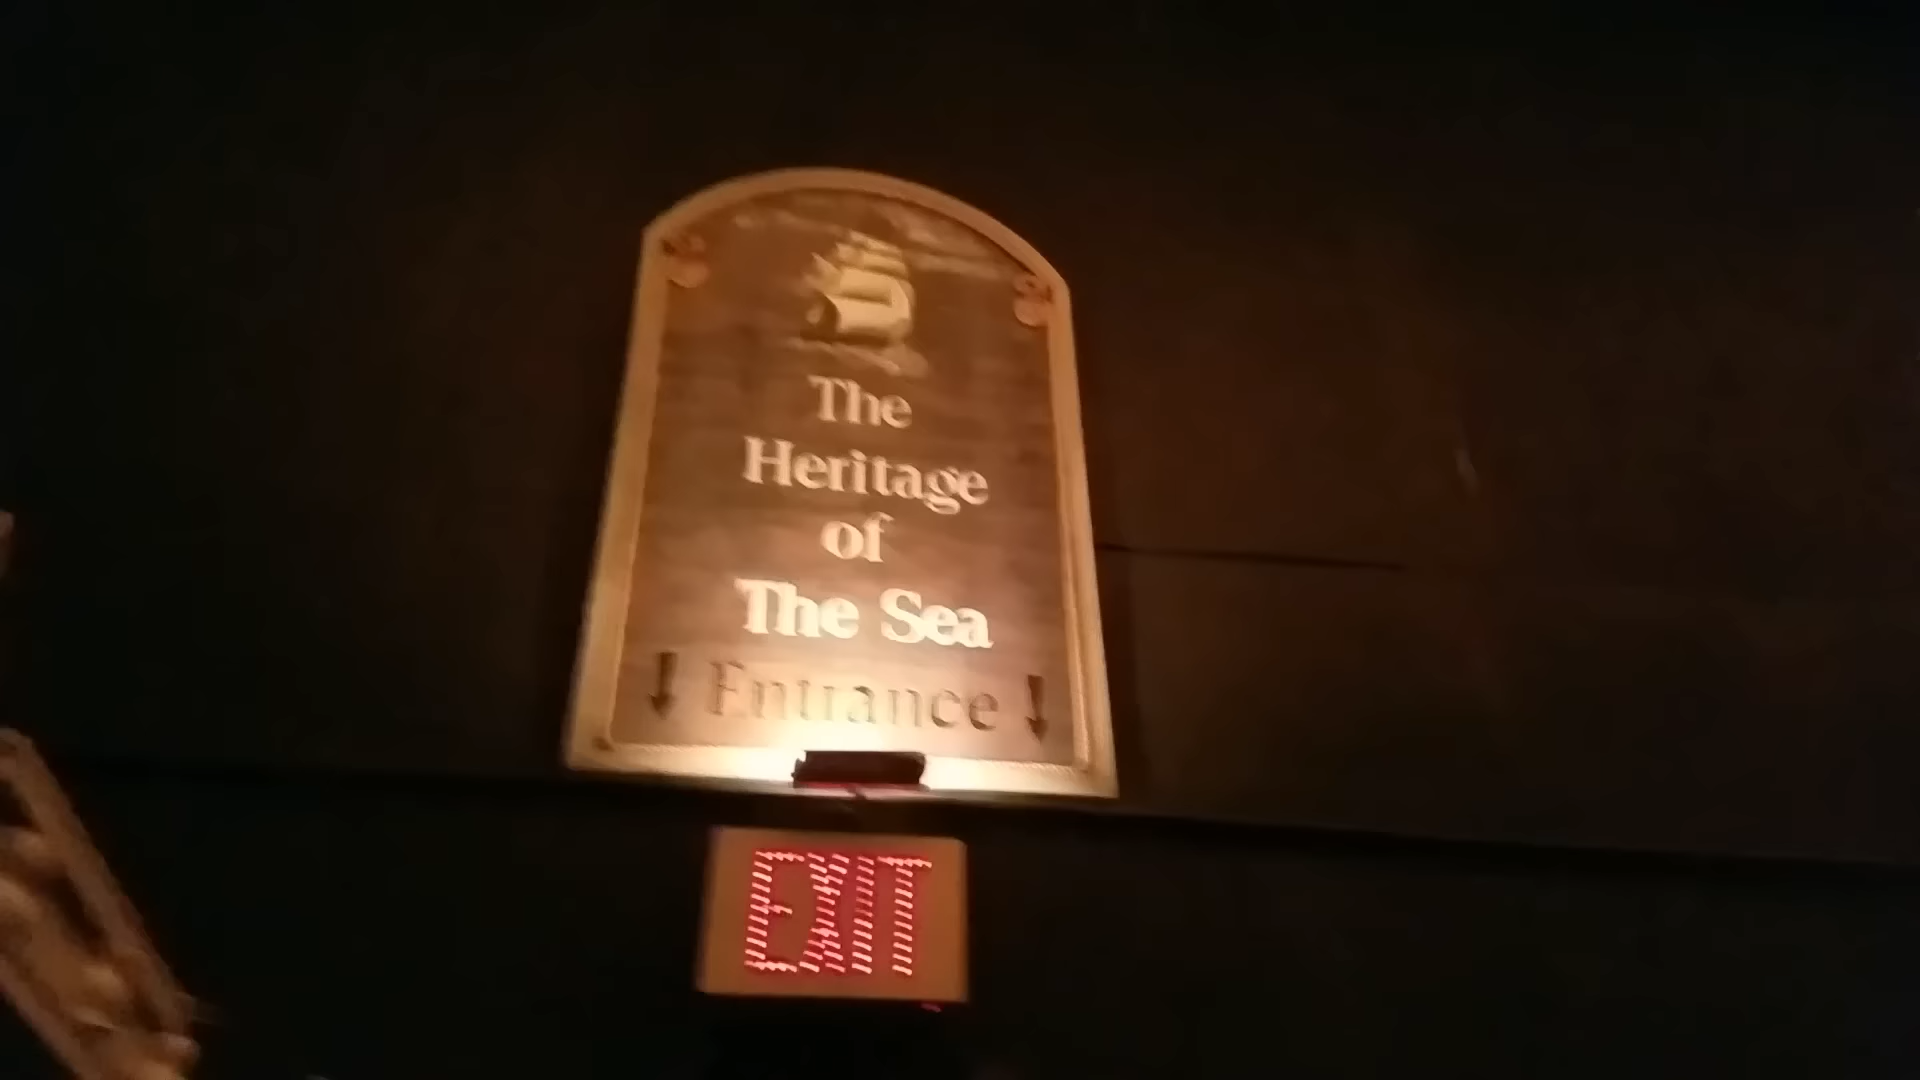 The
Heritage
of
The Sea
Entrance
EXIT